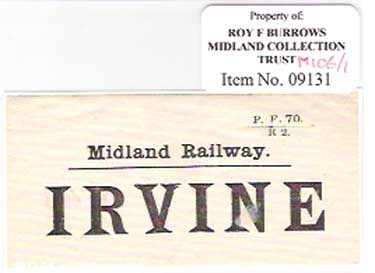 Property of:
ROY F BURROWS
MIDLAND COLLECTION
TRUST M106/1
Item No. 09131
P. F. 70.
R 2.
Midland Railway.
IRVINE